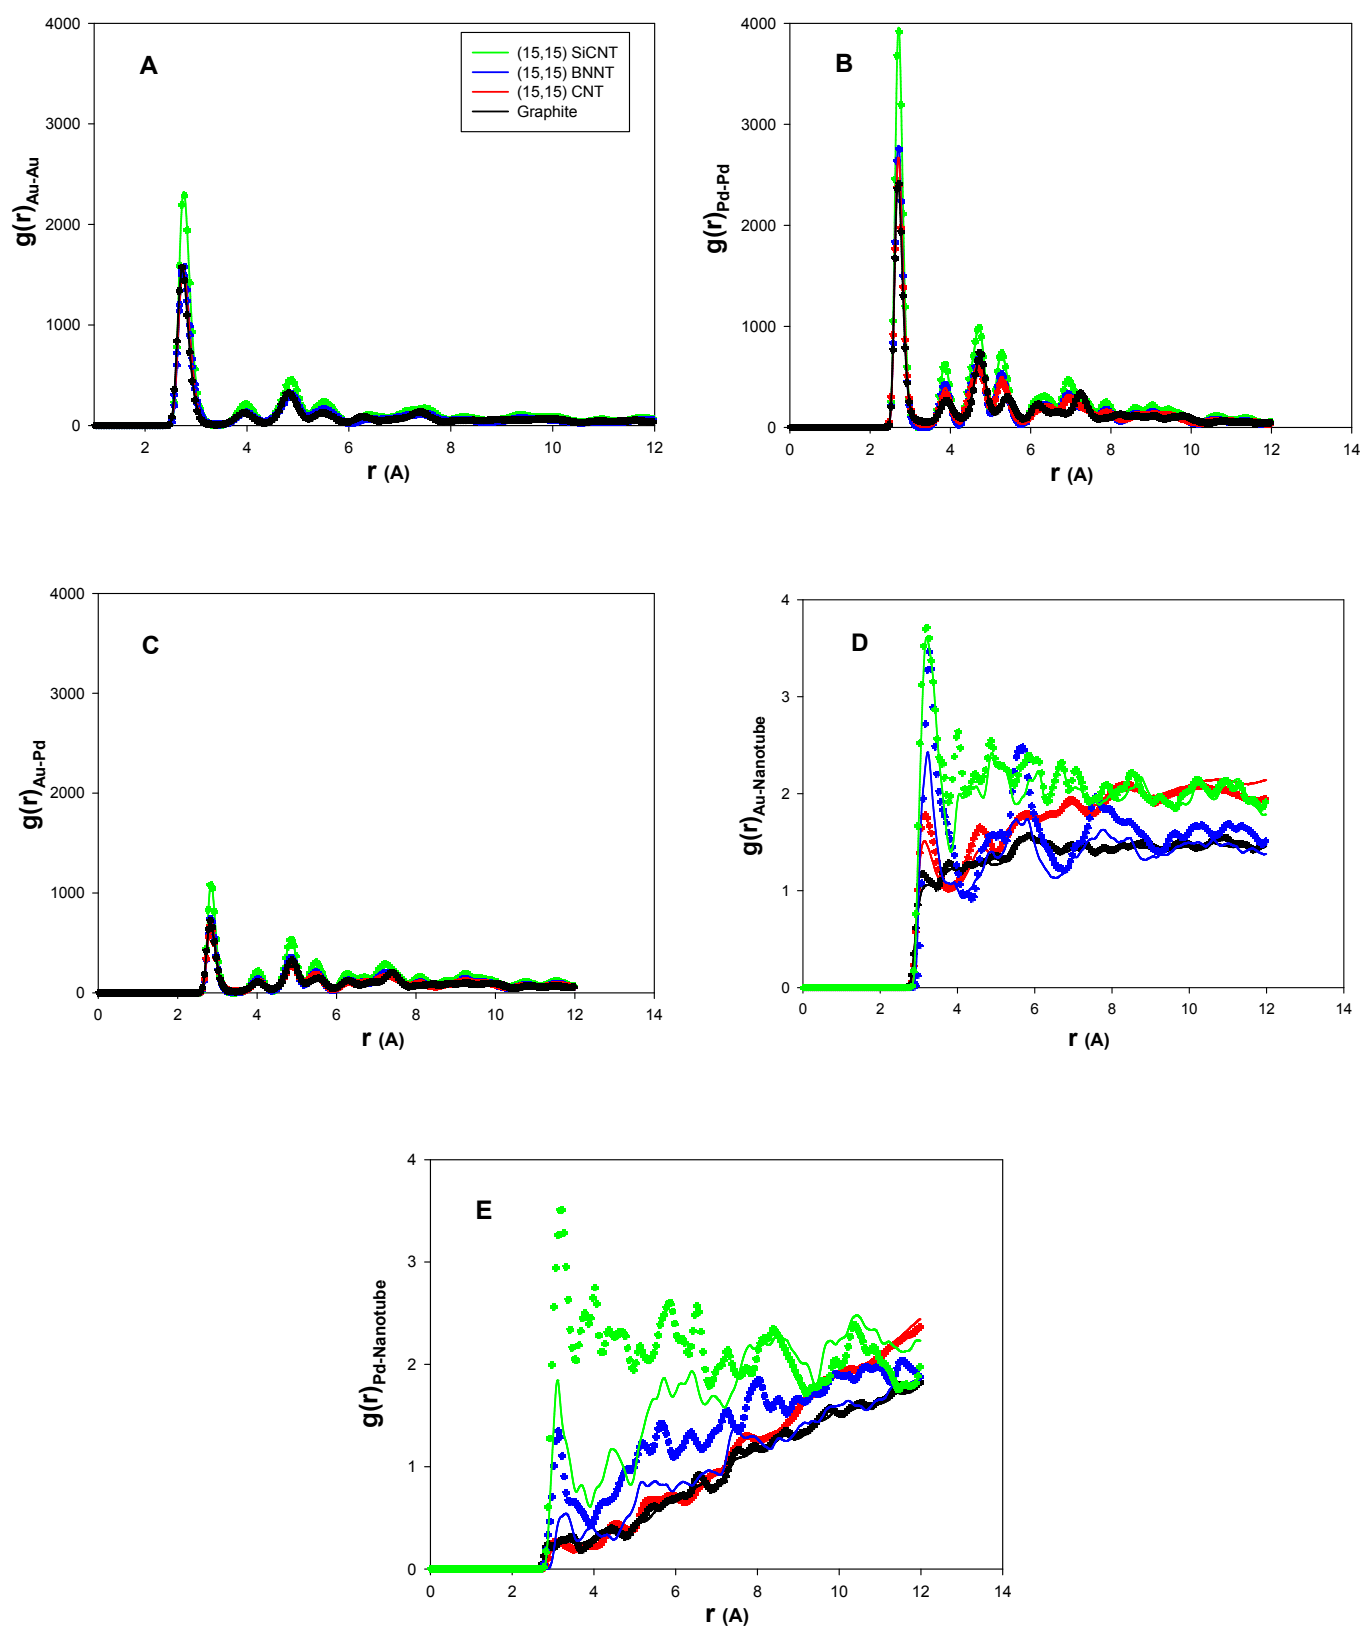 A
(15,15) SiCNT
(15,15) BNNT
(15,15) CNT
Graphite
g(r)Au-Au
4000
3000
2000
1000
0
2 4 6 8 10 12
r (A)
B
g(r)Pd-Pd
4000
3000
2000
1000
0
0 2 4 6 8 10 12 14
r (A)
C
g(r)Au-Pd
4000
3000
2000
1000
0
0 2 4 6 8 10 12 14
r (A)
D
g(r)Au-Nanotube
4
3
2
1
0
0 2 4 6 8 10 12 14
r (A)
E
g(r)Pd-Nanotube
4
3
2
1
0
0 2 4 6 8 10 12 14
r (A)